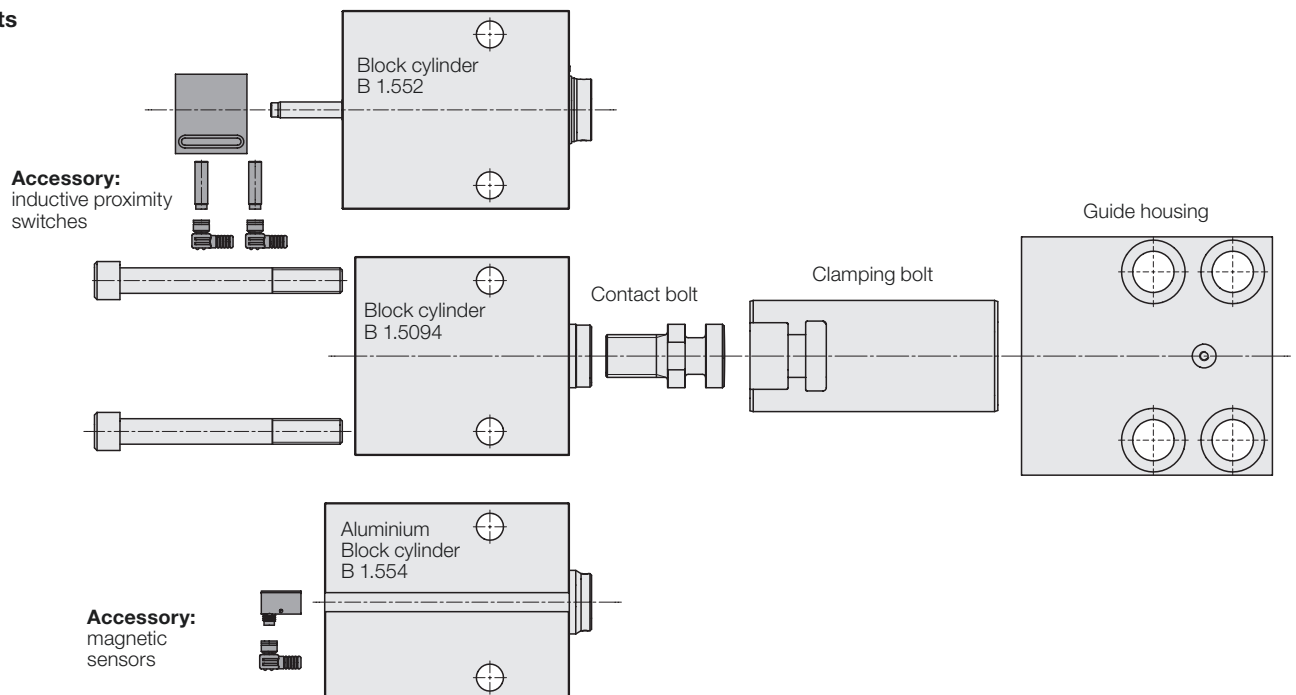 ts
Block cylinder
B 1.552
Accessory:
inductive proximity
switches
Guide housing
Clamping bolt
Contact bolt
Block cylinder
B 1.5094
Aluminium
Block cylinder
B 1.554
Accessory:
magnetic
sensors